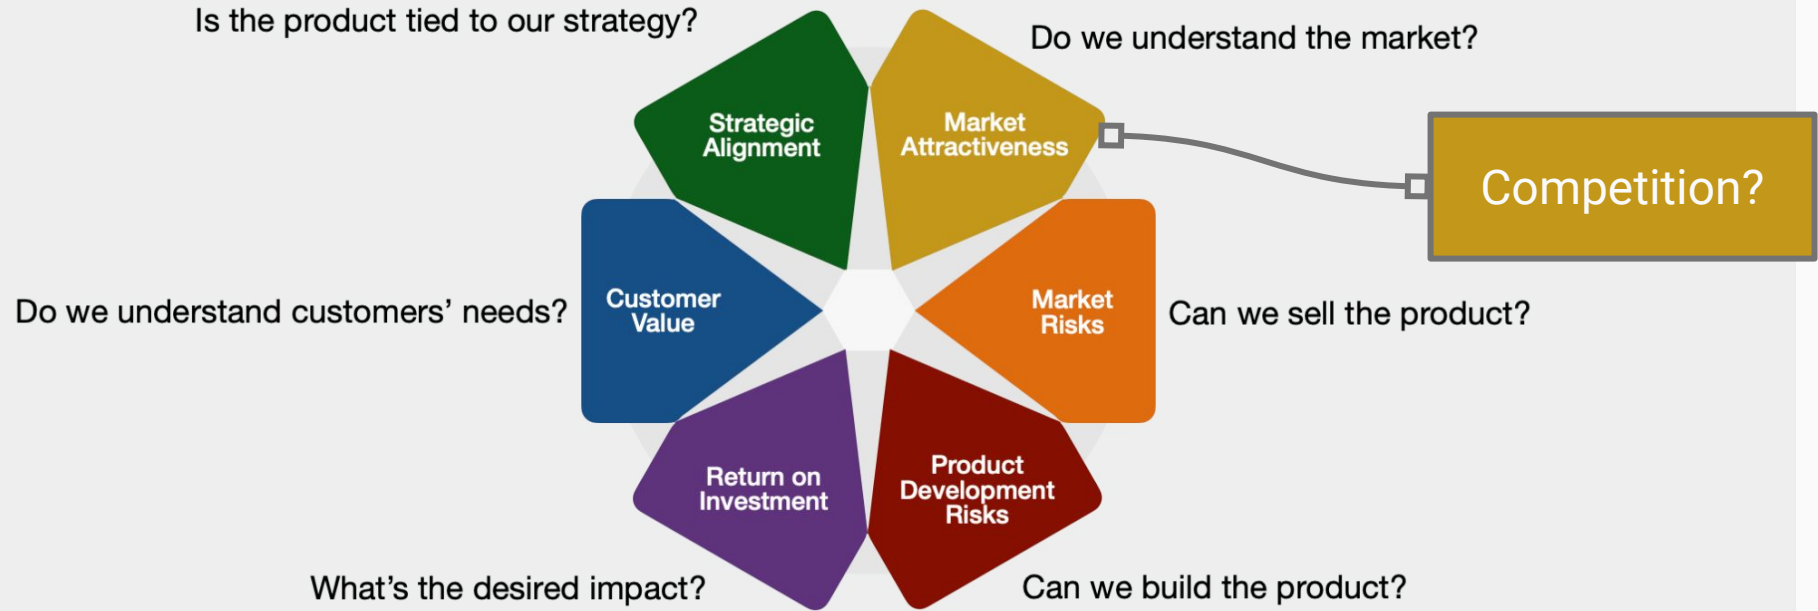 Is the product tied to our strategy?
Do we understand the market?
Strategic
Alignment
Market
Attractiveness
Competition?
Do we understand customers’ needs?
Customer
Value
Market
Risks
Can we sell the product?
Return on
Investment
Product
Development
Risks
What’s the desired impact?
Can we build the product?